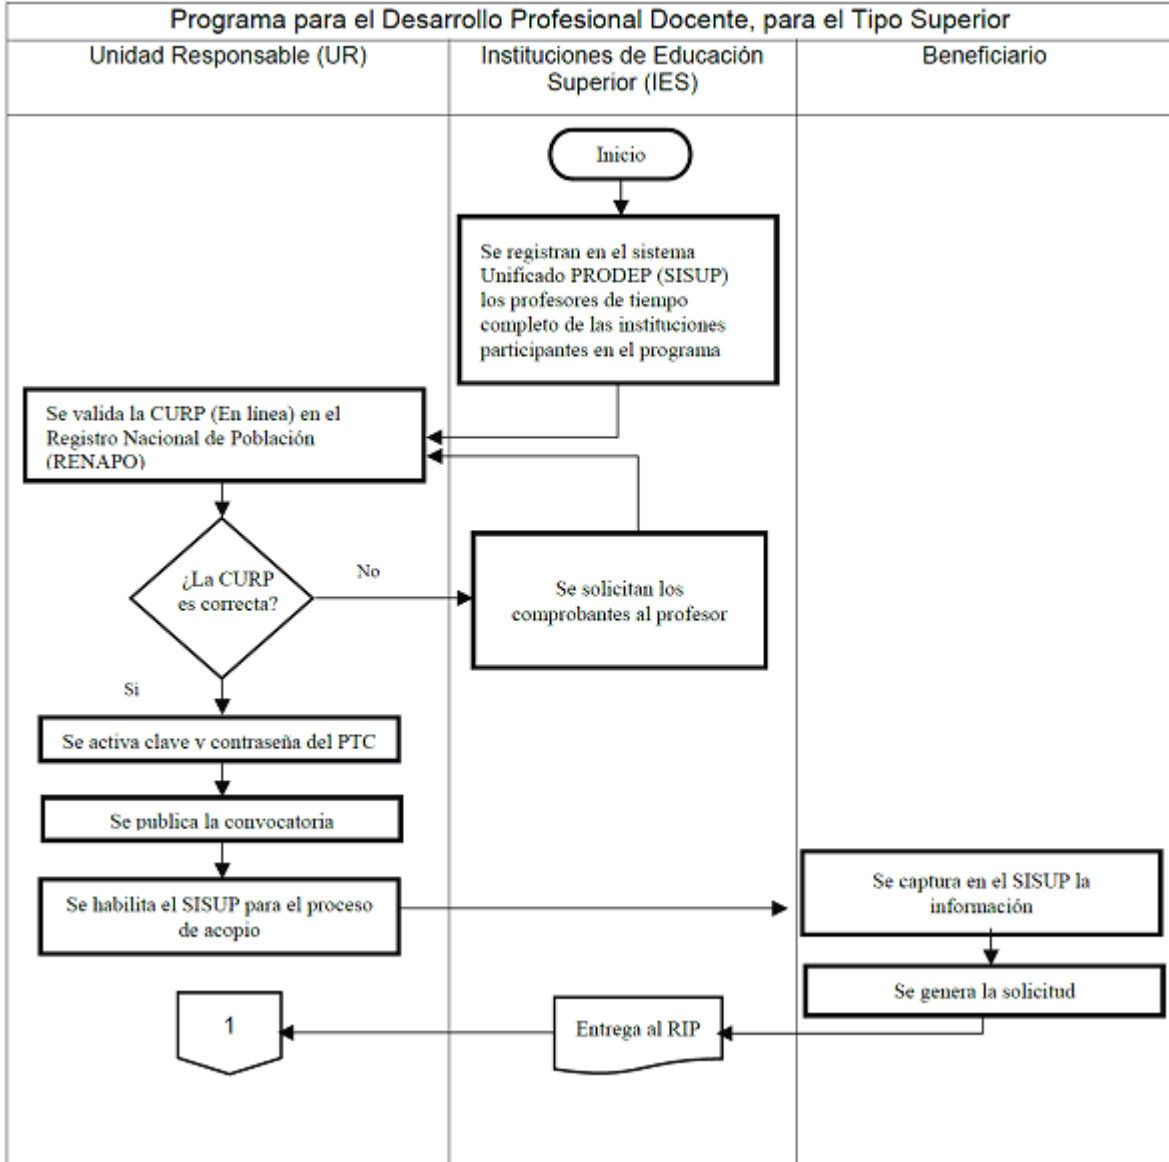 Programa para el Desarrollo Profesional Docente, para el Tipo Superior
Unidad Responsable (UR)
Instituciones de Educación
Superior (IES)
Beneficiario
Inicio
Se registran en el sistema
Unificado PRODEP (SISUP)
los profesores de tiempo
completo de las instituciones
participantes en el programa
Se valida la CURP (En línea) en el
Registro Nacional de Población
(RENAPO)
¿La CURP
es correcta?
No
Se solicitan los
comprobantes al profesor
Si
Se activa clave y contraseña del PTC
Se publica la convocatoria
Se habilita el SISUP para el proceso
de acopio
Se captura en el SISUP la
información
Se genera la solicitud
Entrega al RIP
1